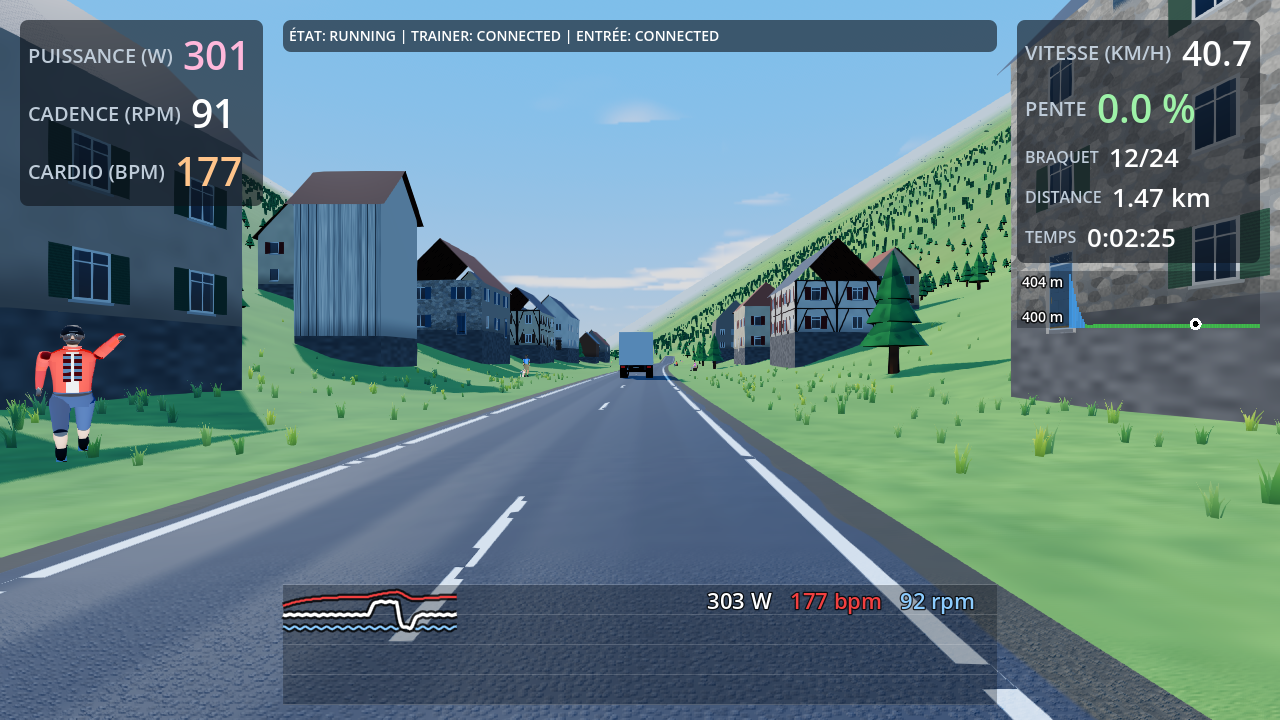 PUISSANCE (W) 301
CADENCE (RPM) 91
CARDIO (BPM) 177
ÉTAT: RUNNING | TRAINER: CONNECTED | ENTRÉE: CONNECTED
VITESSE (KM/H) 40.7
PENTE 0.0 %
BRAQUET 12/24
DISTANCE 1.47 km
TEMPS 0:02:25
404 m
400 m
303 W 177 bpm 92 rpm